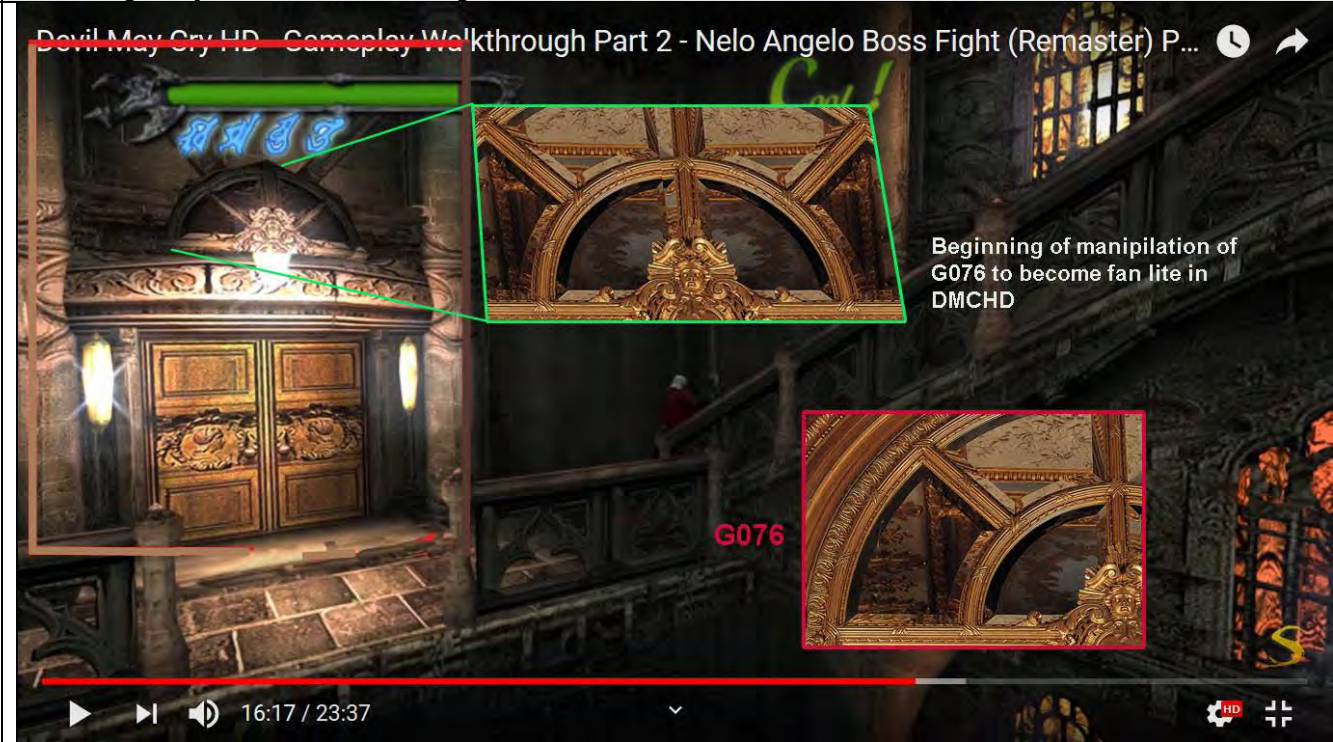 Devil May Cry HD - Gameplay Walkthrough Part 2 - Nelo Angelo Boss Fight (Remaster) P...
Cool!
Beginning of manipilation of
G076 to become fan lite in
DMCHD
G076
S
16:17 / 23:37
HD